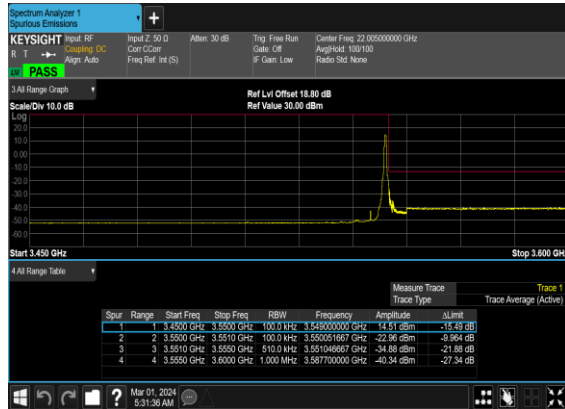 Spectrum Analyzer 1
Spurious Emissions
+
KEYSIGHT Input: RF Input Z: 50 Ω Atten: 30 dB Trig: Free Run Center Freq: 22.005000000 GHz
R T Coupling: DC Corr CCorr Gate: Off Avg|Hold: 100/100
Align: Auto Freq Ref: Int (S) IF Gain: Low Radio Std: None
LW PASS
3 All Range Graph
Ref Lvl Offset 18.80 dB
Scale/Div 10.0 dB Ref Value 30.00 dBm
Log
20.0
10.0
0.00
-10.0
-20.0
-30.0
-40.0
-50.0
-60.0
Start 3.450 GHz Stop 3.600 GH
4 All Range Table
Measure Trace Trace 1
Trace Type Trace Average (Active)
Spur Range Start Freq Stop Freq RBW Frequency Amplitude ΔLimit
1 1 3.4500 GHz 3.5500 GHz 100.0 kHz 3.549000000 GHz 14.51 dBm -15.49 dB
2 2 3.5500 GHz 3.5510 GHz 100.0 kHz 3.550051667 GHz -22.96 dBm -9.964 dB
3 3 3.5510 GHz 3.5550 GHz 510.0 kHz 3.551046667 GHz -34.88 dBm -21.88 dB
4 4 3.5550 GHz 3.6000 GHz 1.000 MHz 3.587700000 GHz -40.34 dBm -27.34 dB
? Mar 01, 2024
5:31:36 AM